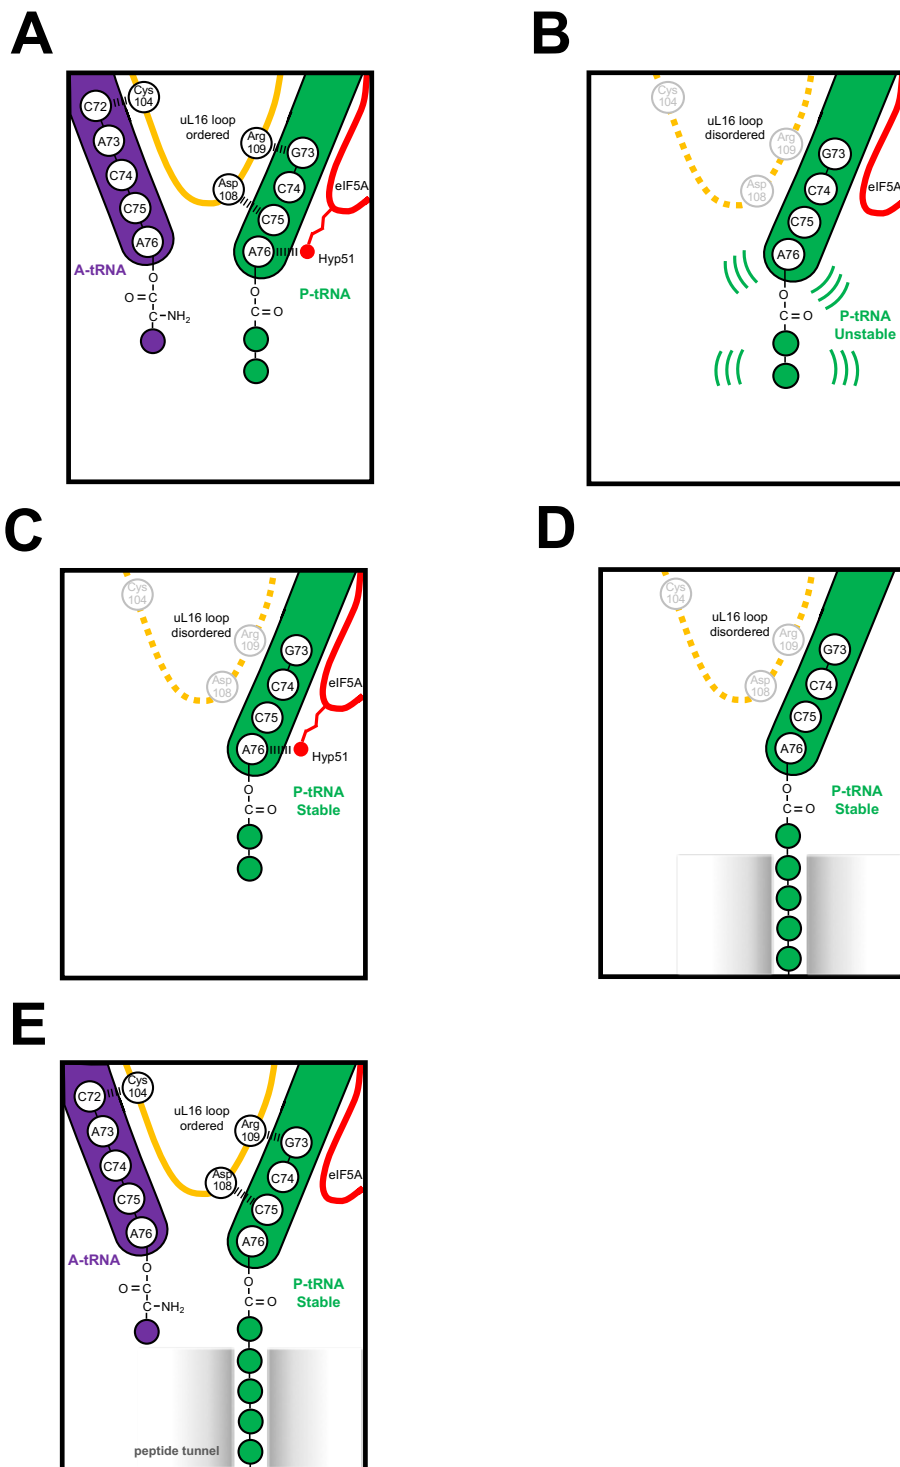 A
C72
Cys
104
uL16 loop
ordered
A73
Arg
109
G73
C74
Asp
108
C74
eIF5A
C75
C75
A76
A76
Hyp51
A-tRNA
P-tRNA
O
O
O=C
C=O
C–NH2
B
Cys
104
uL16 loop
disordered
Arg
109
G73
Asp
108
C74
eIF5A
C75
A76
O
C=O
P-tRNA
Unstable
C
Cys
104
uL16 loop
disordered
Arg
109
G73
Asp
108
C74
eIF5A
C75
A76
Hyp51
O
C=O
P-tRNA
Stable
D
Cys
104
uL16 loop
disordered
Arg
109
G73
Asp
108
C74
C75
A76
O
C=O
P-tRNA
Stable
E
C72
Cys
104
uL16 loop
ordered
A73
Arg
109
G73
C74
Asp
108
C74
eIF5A
C75
C75
A76
A76
A-tRNA
O
O
O=C
C=O
C–NH2
P-tRNA
Stable
peptide tunnel